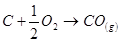 C + 1/2 O₂ → CO₍g₎